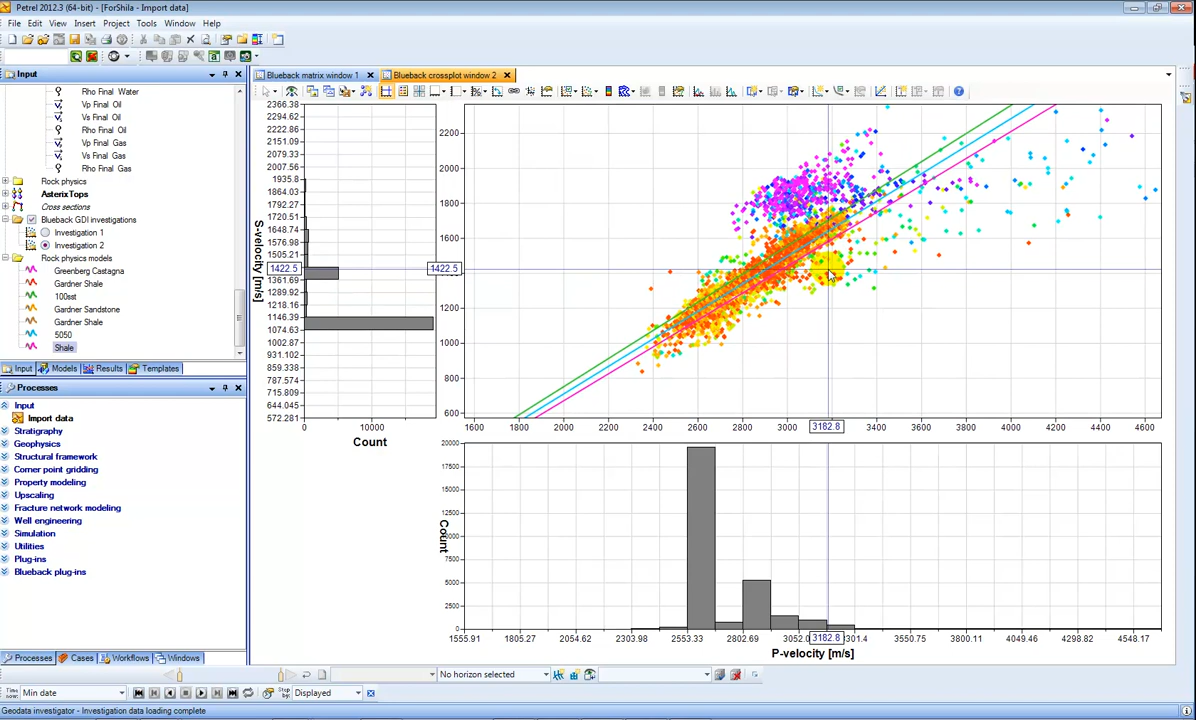 Petrel 2012.3 (64-bit) - [ForShila - Import data]
File Edit View Insert Project Tools Window Help
Input
Blueback matrix window 1
Blueback crossplot window 2
Rho Final Water
Vp Final Oil
Vs Final Oil
Rho Final Oil
Vp Final Gas
Vs Final Gas
Rho Final Gas
Rock physics
AsterixTops
Cross sections
Blueback GDI investigations
Investigation 1
Investigation 2
Rock physics models
Greenberg Castagna
Gardner Shale
100sst
Gardner Sandstone
Gardner Shale
5050
Shale
Input Models Results Templates
Processes
Input
Import data
Stratigraphy
Geophysics
Structural framework
Corner point gridding
Property modeling
Upscaling
Fracture network modeling
Well engineering
Simulation
Utilities
Plug-ins
Blueback plug-ins
Processes Cases Workflows Windows
2366.38
2294.62
2222.86
2151.09
2079.33
2007.56
1935.8
1864.03
1792.27
1720.51
1648.74
1576.98
1505.21
1422.5
1361.69
1289.92
1218.16
1146.39
1074.63
1002.87
931.102
859.338
787.574
715.809
644.045
572.281
S-velocity [m/s]
0 10000
Count
1422.5
2200
2000
1800
1600
1200
1000
800
600
1600 1800 2000 2200 2400 2600 2800 3000 3182.8 3400 3600 3800 4000 4200 4400 4600
20000
17500
15000
12500
10000
7500
5000
2500
0
Count
1555.91 1805.27 2054.62 2303.98 2553.33 2802.69 3052.0 3182.8 3301.4 3550.75 3800.11 4049.46 4298.82 4548.17
P-velocity [m/s]
No horizon selected
Time now: Min date
Step by: Displayed
Geodata investigator - Investigation data loading complete